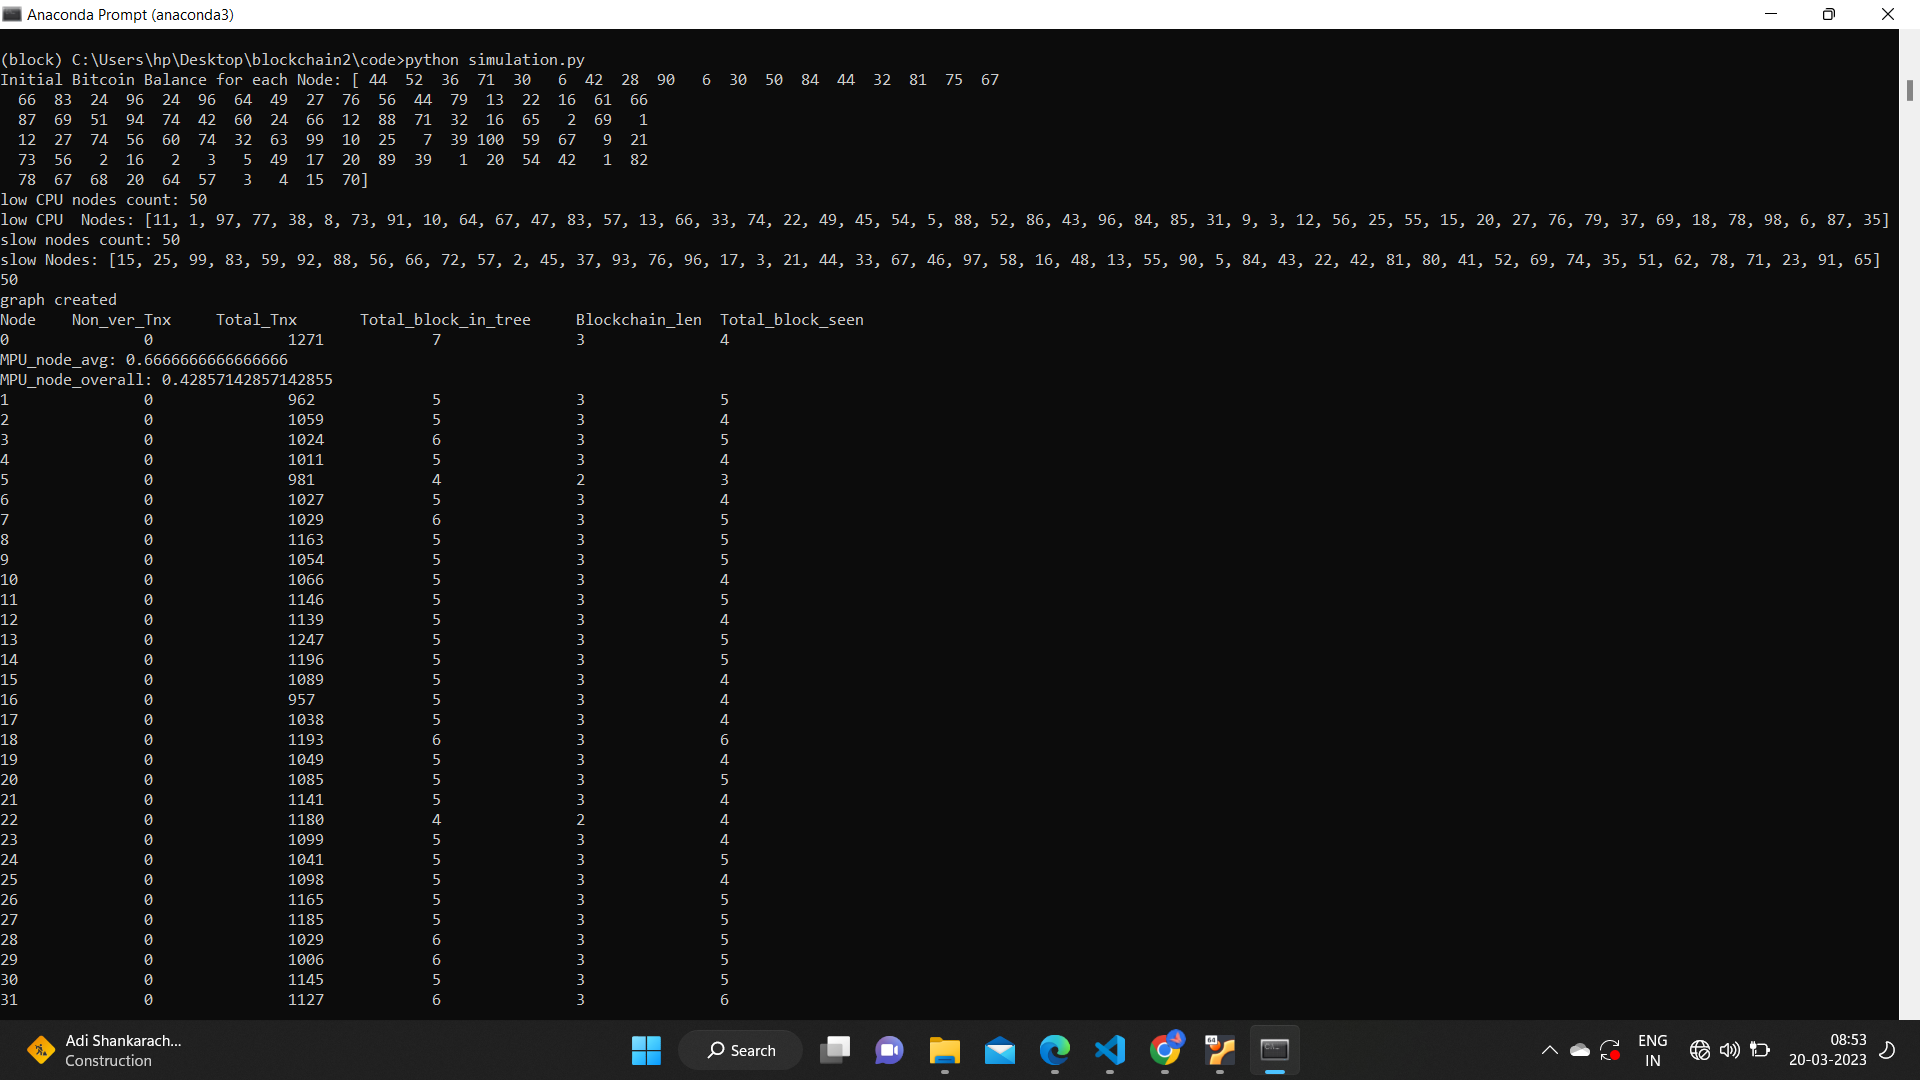 Anaconda Prompt (anaconda3)
(block) C:\Users\hp\Desktop\blockchain2\code>python simulation.py
Initial Bitcoin Balance for each Node: [ 44  52  36  71  30   6  42  28  90   6  30  50  84  44  32  81  75  67
  66  83  24  96  24  96  64  49  27  76  56  44  79  13  22  16  61  66
  87  69  51  94  74  42  60  24  66  12  88  71  32  16  65   2  69   1
  12  27  74  56  60  74  32  63  99  10  25   7  39 100  59  67   9  21
  73  56   2  16   2   3   5  49  17  20  89  39   1  20  54  42   1  82
  78  67  68  20  64  57   3   4  15  70]
low CPU nodes count: 50
low CPU  Nodes: [11, 1, 97, 77, 38, 8, 73, 91, 10, 64, 67, 47, 83, 57, 13, 66, 33, 74, 22, 49, 45, 54, 5, 88, 52, 86, 43, 96, 84, 85, 31, 9, 3, 12, 56, 25, 55, 15, 20, 27, 76, 79, 37, 69, 18, 78, 98, 6, 87, 35]
slow nodes count: 50
slow Nodes: [15, 25, 99, 83, 59, 92, 88, 56, 66, 72, 57, 2, 45, 37, 93, 76, 96, 17, 3, 21, 44, 33, 67, 46, 97, 58, 16, 48, 13, 55, 90, 5, 84, 43, 22, 42, 81, 80, 41, 52, 69, 74, 35, 51, 62, 78, 71, 23, 91, 65]
50
graph created
Node    Non_ver_Tnx     Total_Tnx       Total_block_in_tree     Blockchain_len  Total_block_seen
0               0               1271            7               3               4
MPU_node_avg: 0.6666666666666666
MPU_node_overall: 0.42857142857142855
1               0               962             5               3               5
2               0               1059            5               3               4
3               0               1024            6               3               5
4               0               1011            5               3               4
5               0               981             4               2               3
6               0               1027            5               3               4
7               0               1029            6               3               5
8               0               1163            5               3               5
9               0               1054            5               3               5
10              0               1066            5               3               4
11              0               1146            5               3               5
12              0               1139            5               3               4
13              0               1247            5               3               5
14              0               1196            5               3               5
15              0               1089            5               3               4
16              0               957             5               3               4
17              0               1038            5               3               4
18              0               1193            6               3               6
19              0               1049            5               3               4
20              0               1085            5               3               5
21              0               1141            5               3               4
22              0               1180            4               2               4
23              0               1099            5               3               4
24              0               1041            5               3               5
25              0               1098            5               3               4
26              0               1165            5               3               5
27              0               1185            5               3               5
28              0               1029            6               3               5
29              0               1006            6               3               5
30              0               1145            5               3               5
31              0               1127            6               3               6
Adi Shankarach...
Construction
Search
64
ENG
IN
08:53
20-03-2023